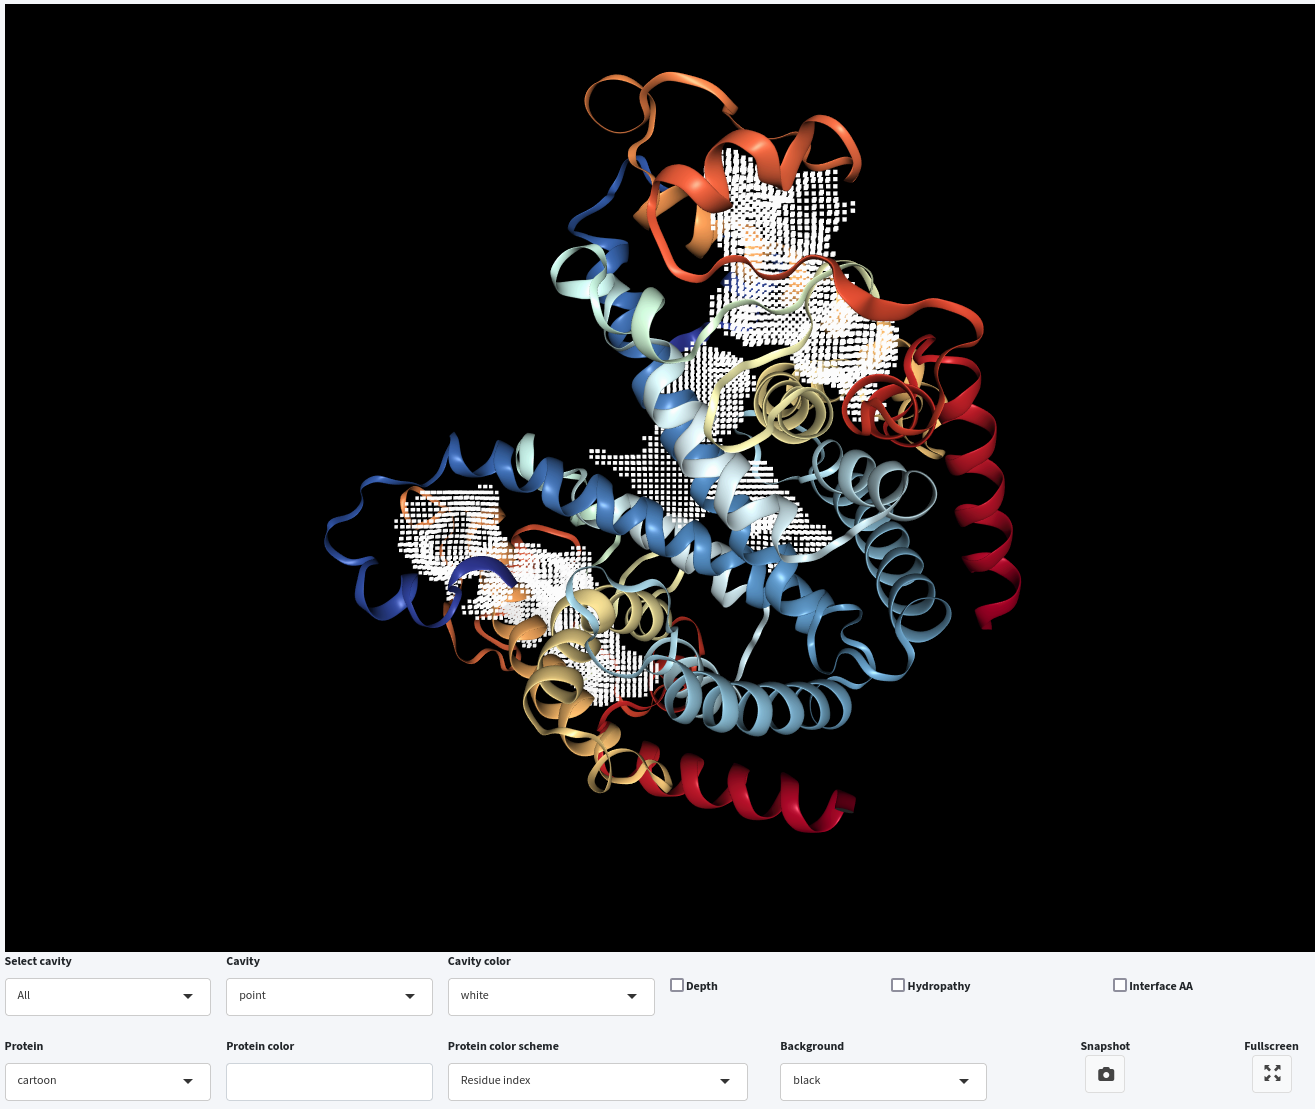 Select cavity
Cavity
Cavity color
All
point
white
Depth
Hydropathy
Interface AA
Protein
Protein color
Protein color scheme
Background
Snapshot
Fullscreen
cartoon
Residue index
black